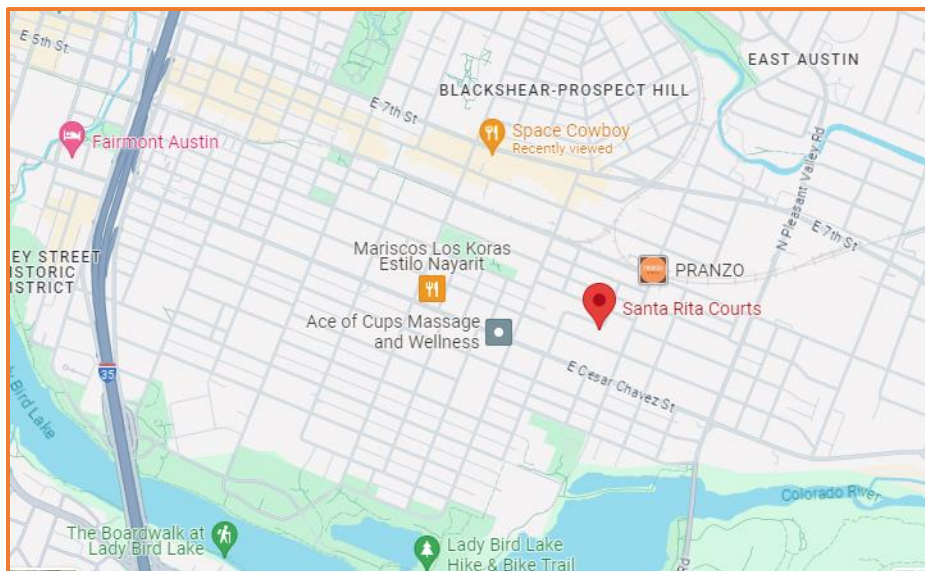 E 5th St.
EAST AUSTIN
BLACKSHEAR-PROSPECT HILL
E 7th St
Space Cowboy
Recently viewed
Fairmont Austin
N Pleasant Valley Rd
E 7th St
EY STREET
ISTORIC
ISTRICT
Mariscos Los Koras
Estilo Nayarit
PRANZO
Santa Rita Courts
Ace of Cups Massage
and Wellness
35
E Cesar Chavez St
Bird Lake
Colorado River
The Boardwalk at
Lady Bird Lake
Lady Bird Lake
Hike & Bike Trail
Rd